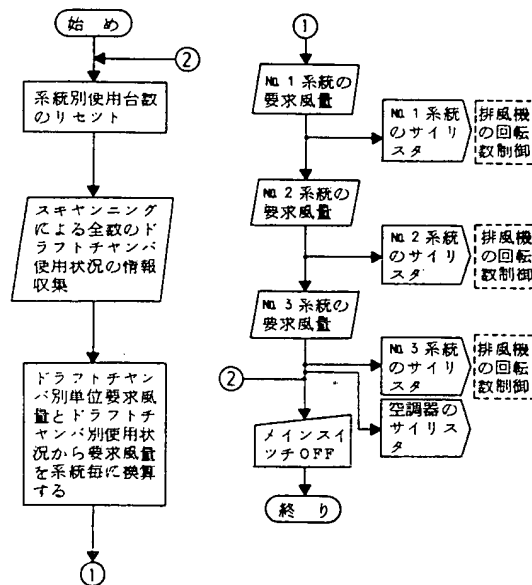 始め
②
系統別使用台数
のリセット
スキャンニング
による全数のド
ラフトチャンバ
使用状況の情報
収集
ドラフトチャン
バ別単位要求風
量とドラフトチ
ャンバ別使用状
況から要求風量
を系統毎に換算
する
①
①
No.1系統の
要求風量
No.1系統
のサイリ
スタ
排風機
の回転
数制御
No.2系統の
要求風量
No.2系統
のサイリ
スタ
排風機
の回転
数制御
No.3系統の
要求風量
No.3系統
のサイリ
スタ
排風機
の回転
数制御
②
空調器の
サイリス
タ
メインスイ
ッチOFF
終り